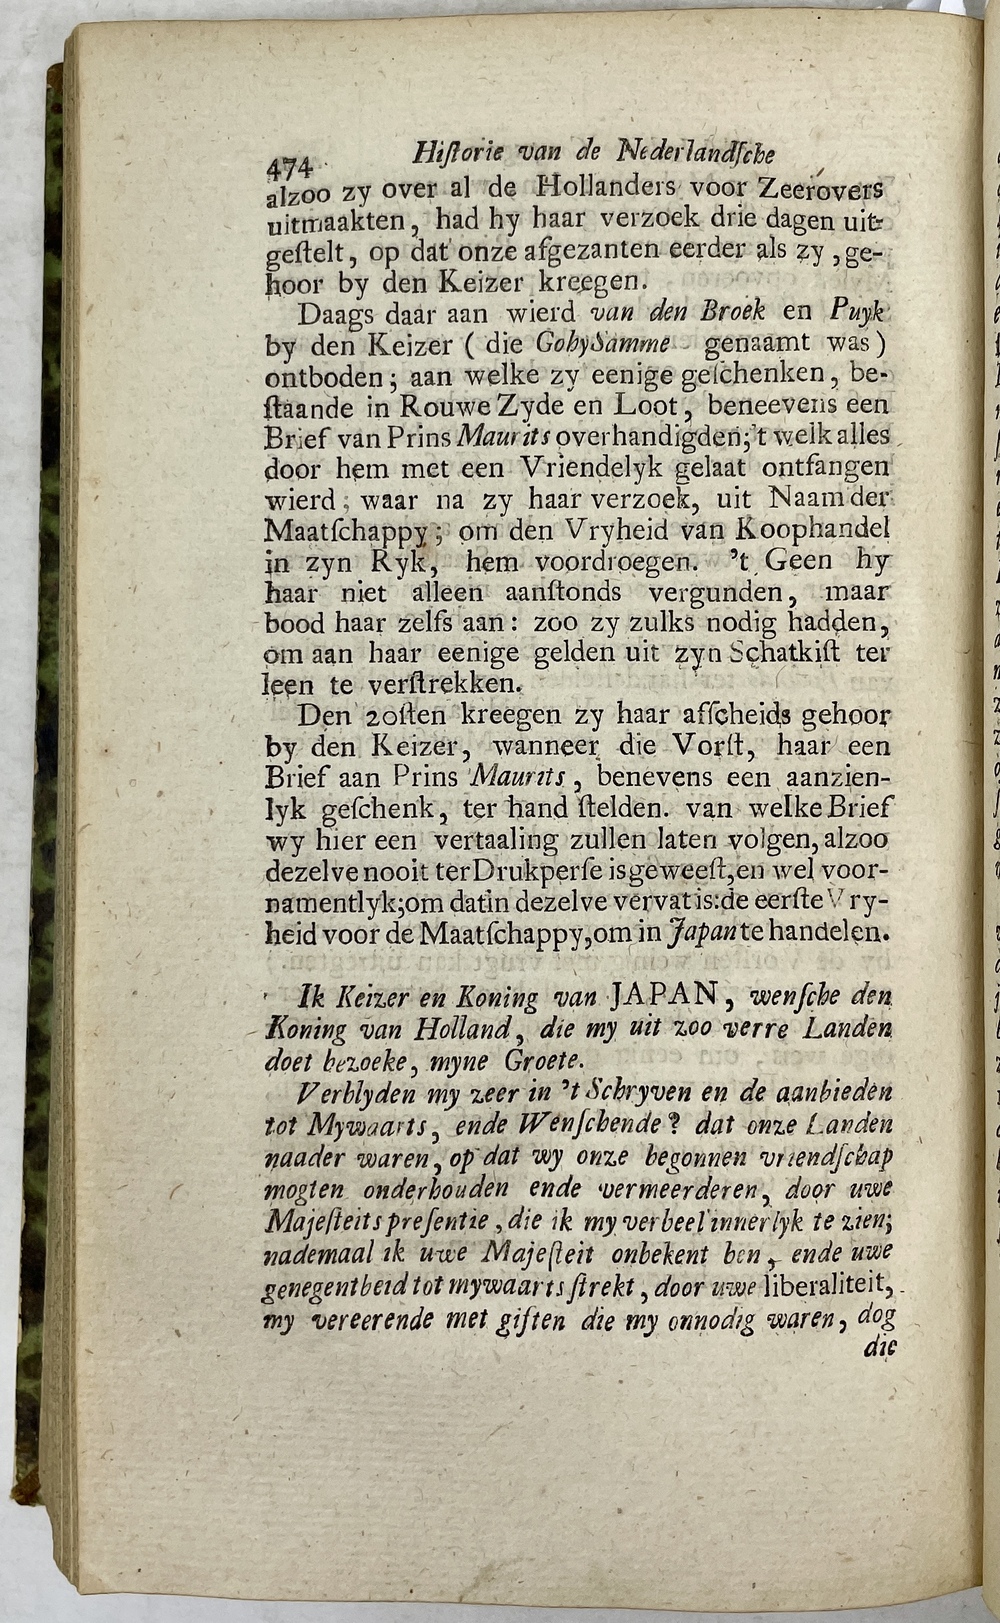 474 Hiſtorie van de Nederlandſche
alzoo zy over al de Hollanders voor Zeerovers
uitmaakten, had hy haar verzoek drie dagen uit-
geſtelt, op dat onze afgezanten eerder als zy, ge-
hoor by den Keizer kreegen.
Daags daar aan wierd van den Broek en Puyk
by den Keizer ( die GobySamme genaamt was)
ontboden; aan welke zy eenige geſchenken, be-
ſtaande in Rouwe Zyde en Loot, beneevens een
Brief van Prins Maurits overhandigden; 't welk alles
door hem met een Vriendelyk gelaat ontfangen
wierd; waar na zy haar verzoek, uit Naam der
Maatſchappy; om den Vryheid van Koophandel
in zyn Ryk, hem voordroegen. 't Geen hy
haar niet alleen aanſtonds vergunden, maar
bood haar zelfs aan: zoo zy zulks nodig hadden,
om aan haar eenige gelden uit zyn Schatkiſt ter
leen te verſtrekken.
Den 20ſten kreegen zy haar afſcheids gehoor
by den Keizer, wanneer die Vorſt, haar een
Brief aan Prins Maurits, benevens een aanzien-
lyk geſchenk, ter hand ſtelden. van welke Brief
wy hier een vertaaling zullen laten volgen, alzoo
dezelve nooit ter Drukperſe is geweeſt, en wel voor-
namentlyk; om dat in dezelve vervat is: de eerſte Vry-
heid voor de Maatſchappy, om in Japan te handelen.
Ik Keizer en Koning van JAPAN, wenſche den
Koning van Holland, die my uit zoo verre Landen
doet bezoeke, myne Groete.
Verblyden my zeer in 't Schryven en de aanbieden
tot Mywaarts, ende Wenſchende? dat onze Landen
naader waren, op dat wy onze begonnen vriendſchap
mogten onderhouden ende vermeerderen, door uwe
Majeſteits preſentie, die ik my verbeel innerlyk te zien;
nademaal ik uwe Majeſteit onbekent ben, ende uwe
genegentheid tot mywaarts ſtrekt, door uwe liberaliteit,
my vereerende met giften die my onnodig waren, dog
die